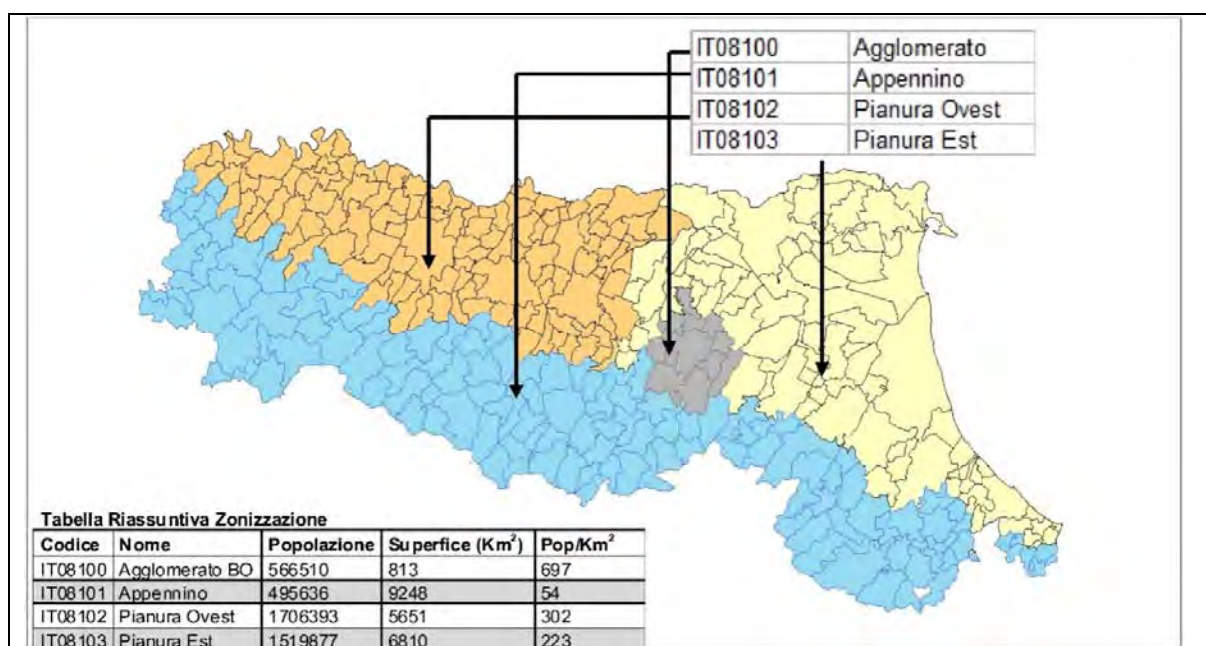 IT08100 Agglomerato
IT08101 Appennino
IT08102 Pianura Ovest
IT08103 Pianura Est
Tabella Riassuntiva Zonizzazione
Codice Nome Popolazione Superfice (Km²) Pop/Km²
IT08100 Agglomerato BO 566510 813 697
IT08101 Appennino 495636 9248 54
IT08102 Pianura Ovest 1706393 5651 302
IT08103 Pianura Est 1519877 6810 223